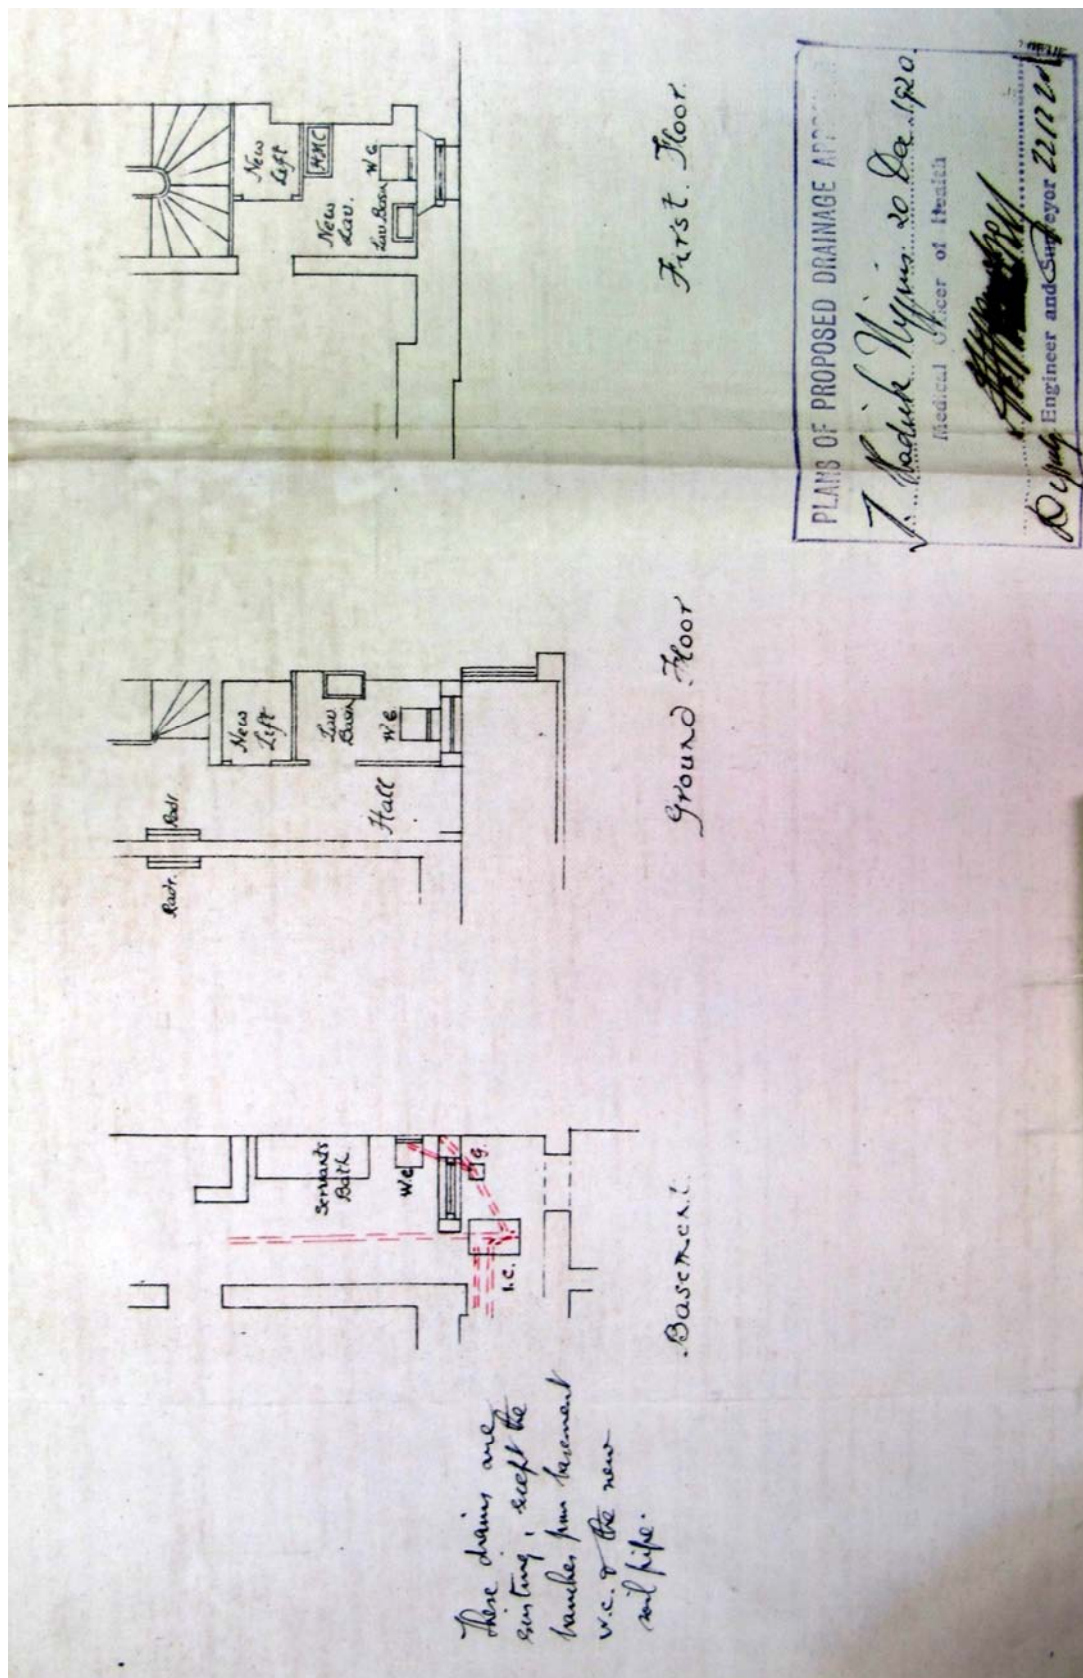 These drains are
existing, except the
branches from basement
W.C. & the new
soil pipe.
Servants
Bath.
W.C.
G.
I.C.
Basement.
Radr.
Radr
New
Lift
Lav
Basin
W.C.
Hall
Ground Floor
New
Lift
H.M.C
New
Lav.
Lav. Basin
W.C.
First Floor.
PLANS OF PROPOSED DRAINAGE
20 Dec. 1920.
Medical Officer of Health
Deputy Engineer and Surveyor 22/12/20